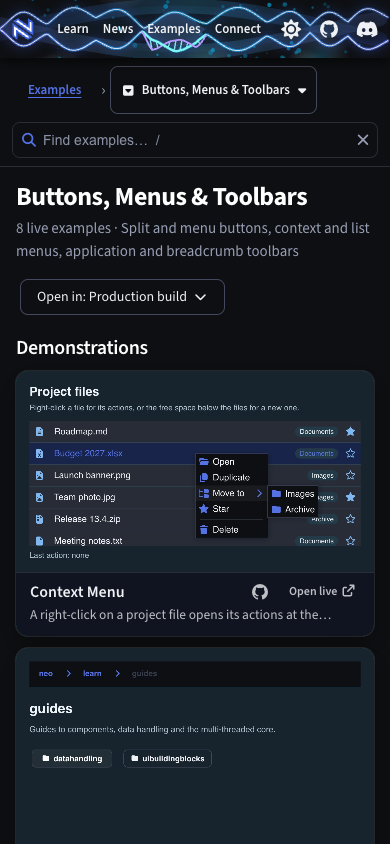 Learn News Examples Connect
Examples › Buttons, Menus & Toolbars
Find examples… /
Buttons, Menus & Toolbars
8 live examples · Split and menu buttons, context and list
menus, application and breadcrumb toolbars
Open in: Production build
Demonstrations
Project files
Right-click a file for its actions, or the free space below the files for a new one.
Roadmap.md Documents
Budget 2027.xlsx Documents
Launch banner.png Images
Team photo.jpg
Release 13.4.zip Archive
Meeting notes.txt Documents
Open
Duplicate
Move to
Star
Delete
Images
Archive
Last action: none
Context Menu Open live
A right-click on a project file opens its actions at the…
neo learn guides
guides
Guides to components, data handling and the multi-threaded core.
datahandling uibuildingblocks